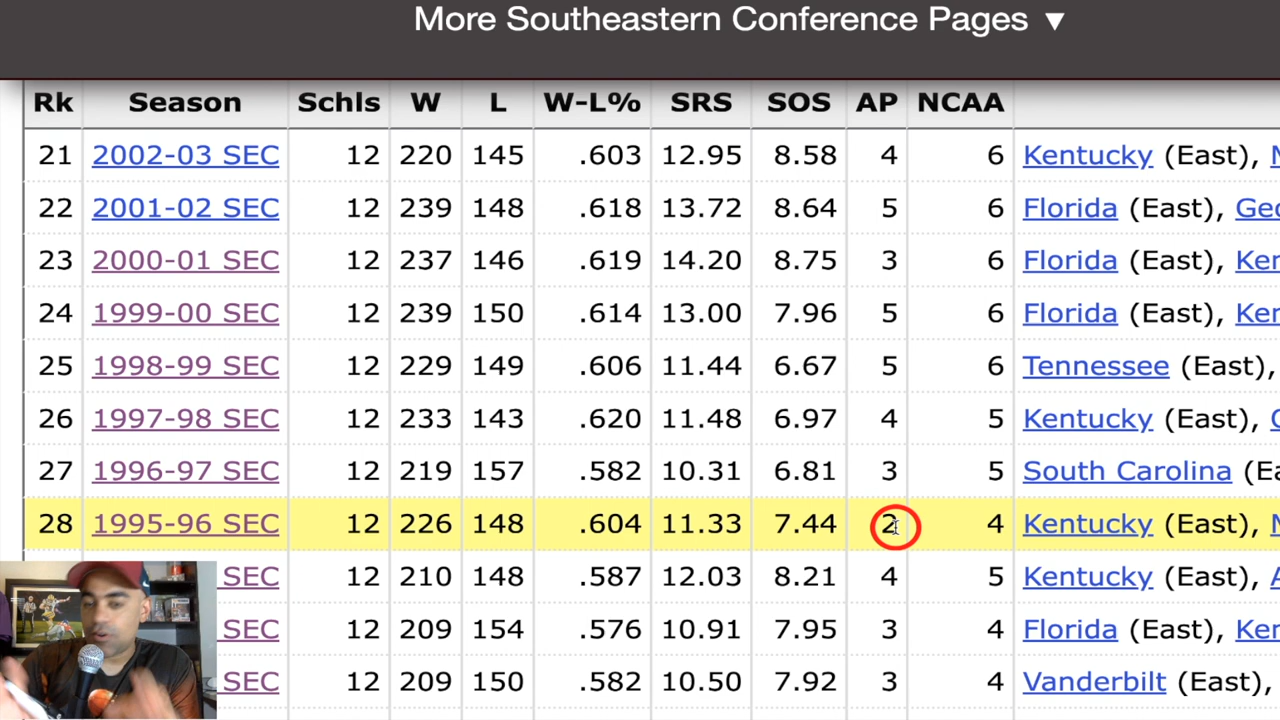 More Southeastern Conference Pages ▼
Rk Season Schls W L W-L% SRS SOS AP NCAA
21 2002-03 SEC 12 220 145 .603 12.95 8.58 4 6 Kentucky (East), M
22 2001-02 SEC 12 239 148 .618 13.72 8.64 5 6 Florida (East), Geo
23 2000-01 SEC 12 237 146 .619 14.20 8.75 3 6 Florida (East), Ken
24 1999-00 SEC 12 239 150 .614 13.00 7.96 5 6 Florida (East), Ken
25 1998-99 SEC 12 229 149 .606 11.44 6.67 5 6 Tennessee (East),
26 1997-98 SEC 12 233 143 .620 11.48 6.97 4 5 Kentucky (East),
27 1996-97 SEC 12 219 157 .582 10.31 6.81 3 5 South Carolina (Ea
28 1995-96 SEC 12 226 148 .604 11.33 7.44 2 4 Kentucky (East), M
SEC 12 210 148 .587 12.03 8.21 4 5 Kentucky (East), A
SEC 12 209 154 .576 10.91 7.95 3 4 Florida (East), Ken
SEC 12 209 150 .582 10.50 7.92 3 4 Vanderbilt (East),